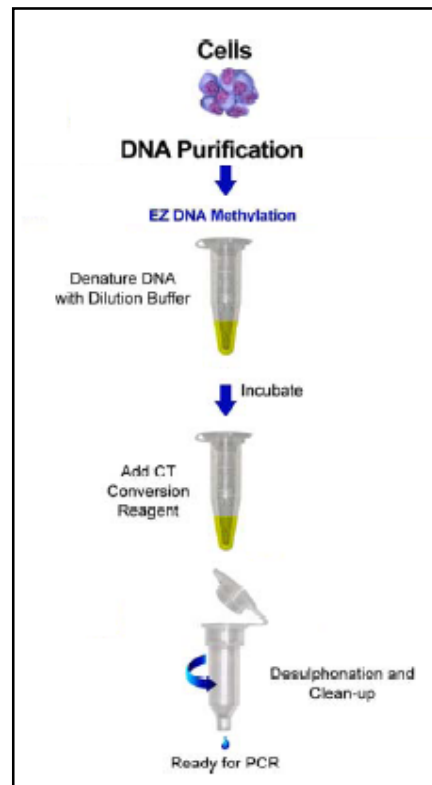 Cells
DNA Purification
EZ DNA Methylation
Denature DNA
with Dilution Buffer
Incubate
Add CT
Conversion
Reagent
Desulphonation and
Clean-up
Ready for PCR